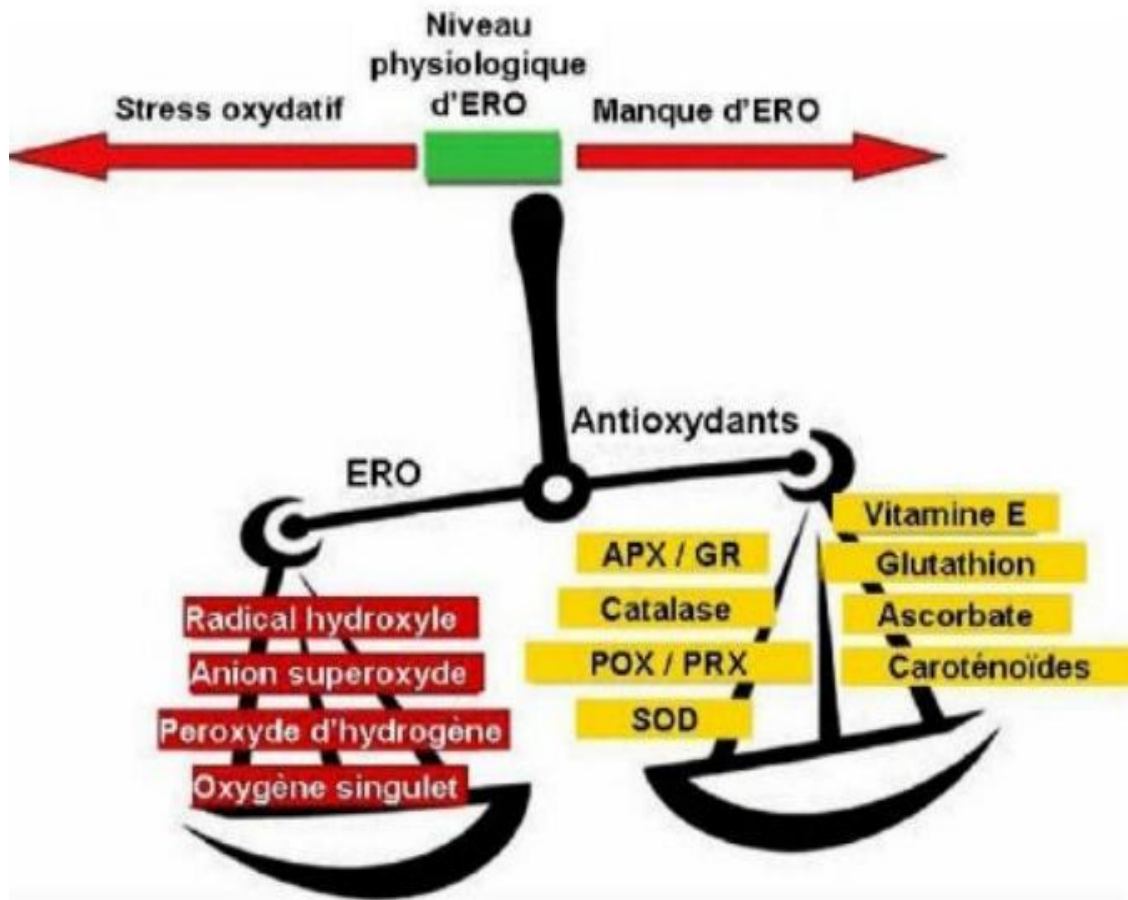 Niveau
physiologique
d'ERO
Stress oxydatif
Manque d'ERO
Antioxydants
ERO
Vitamine E
APX / GR
Glutathion
Catalase
Ascorbate
Radical hydroxyle
POX / PRX
Caroténoïdes
Anion superoxyde
SOD
Peroxyde d'hydrogène
Oxygène singulet